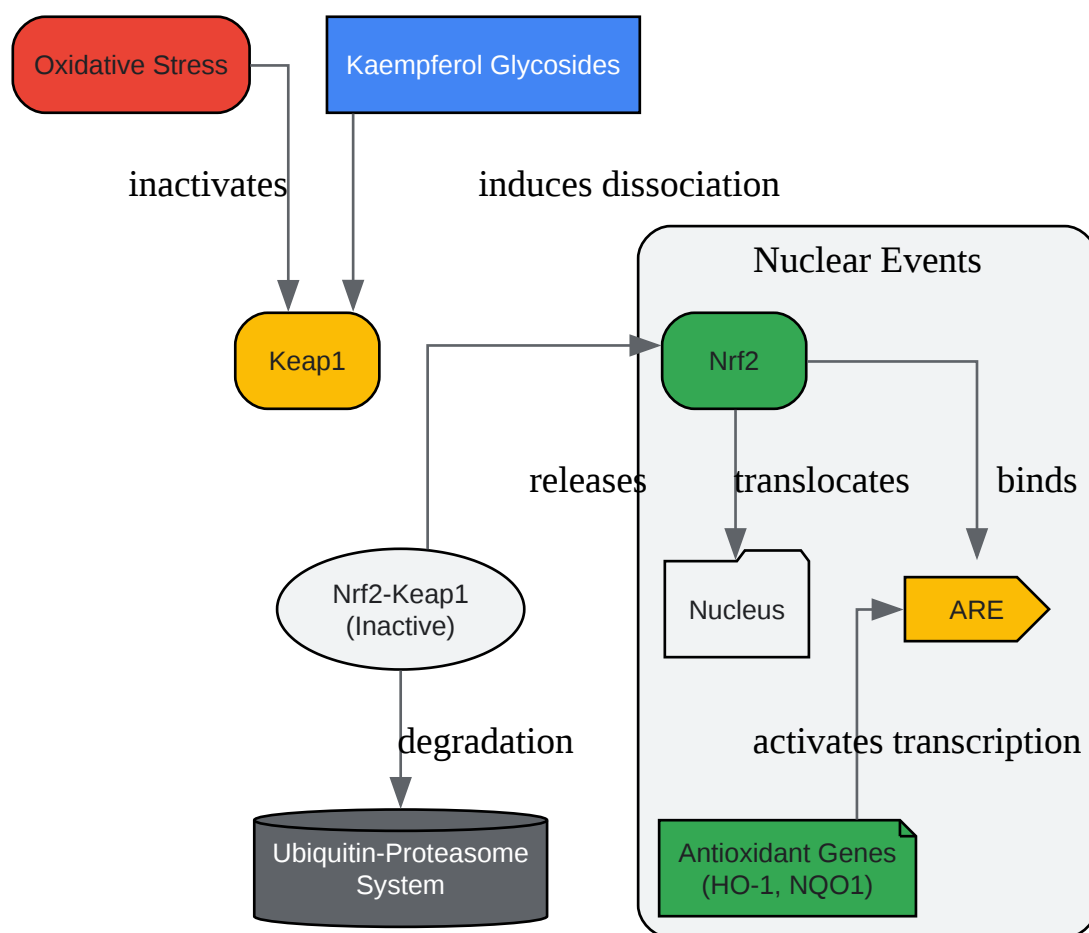 Oxidative Stress
Kaempferol Glycosides
inactivates
induces dissociation
Nuclear Events
Keap1
Nrf2
releases
translocates
binds
Nrf2-Keap1
(Inactive)
Nucleus
ARE
degradation
activates transcription
Ubiquitin-Proteasome
System
Antioxidant Genes
(HO-1, NQO1)